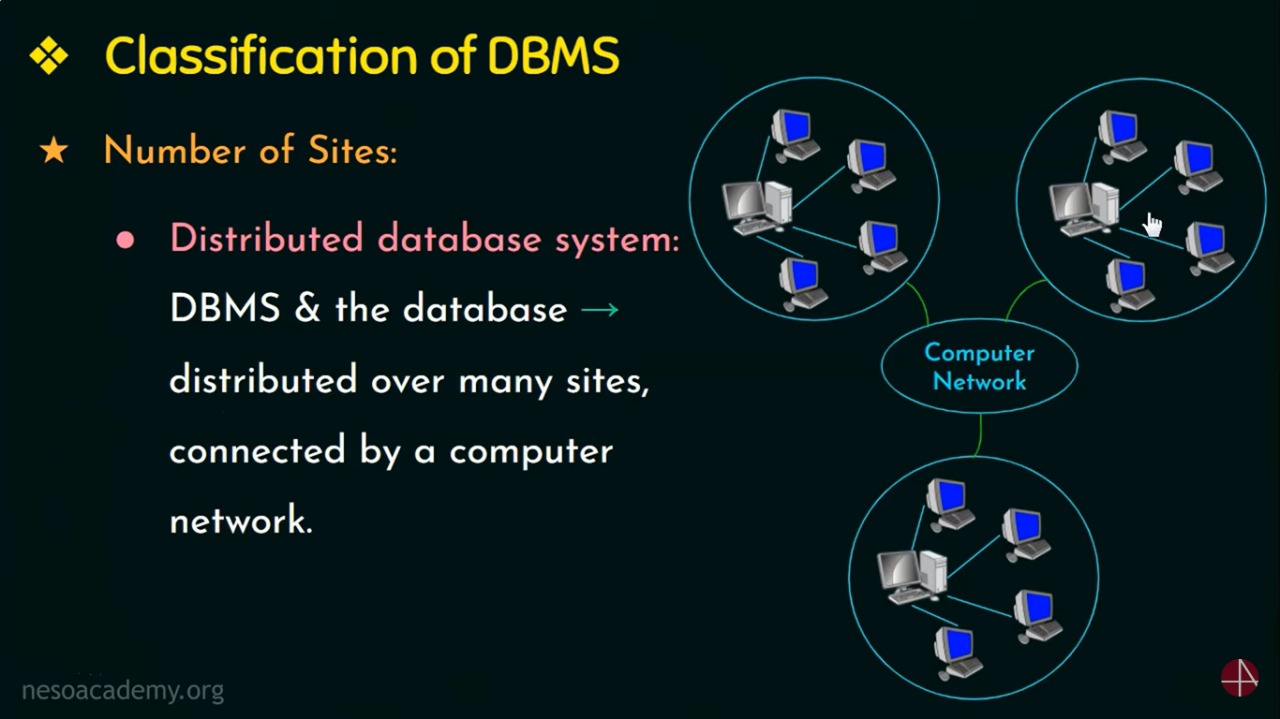 ❖ Classification of DBMS
★ Number of Sites:
● Distributed database system:
DBMS & the database →
distributed over many sites,
connected by a computer
network.
Computer
Network
nesoacademy.org